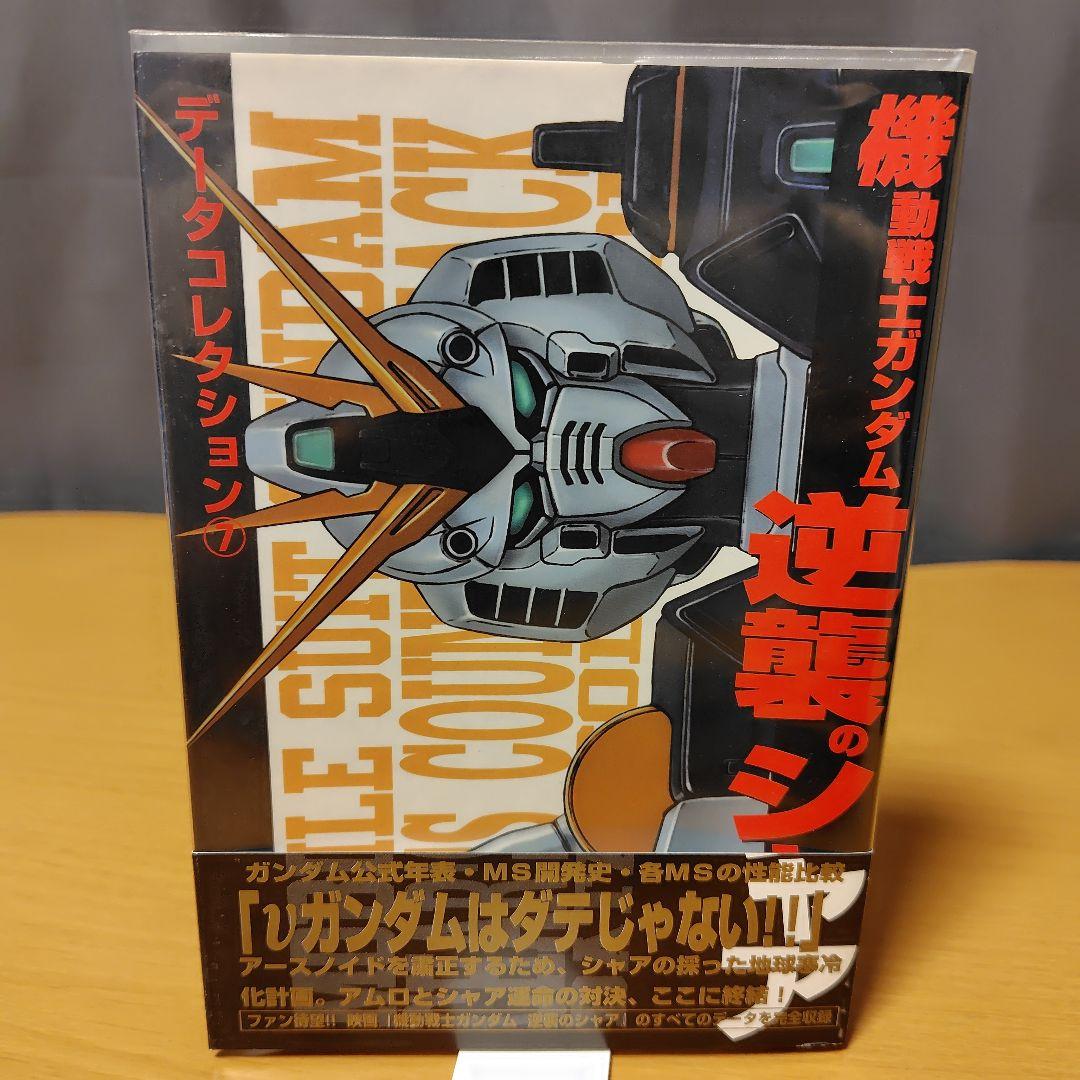 機動戦士ガンダム
逆襲のシャア
データコレクション⑦
ILE SUIT GUNDAM
S COUN ACK
ガンダム公式年表・MS開発史・各MSの性能比較
「νガンダムはダテじゃない!!」
アースノイドを粛正するため、シャアの採った地球寒冷
化計画。アムロとシャア運命の対決、ここに終結!
ファン待望!! 映画『機動戦士ガンダム 逆襲のシャア』のすべてのデータを完全収録